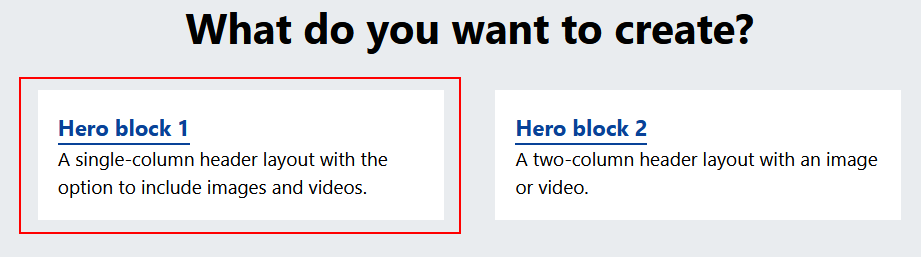 What do you want to create?
Hero block 1
A single-column header layout with the
option to include images and videos.
Hero block 2
A two-column header layout with an image
or video.